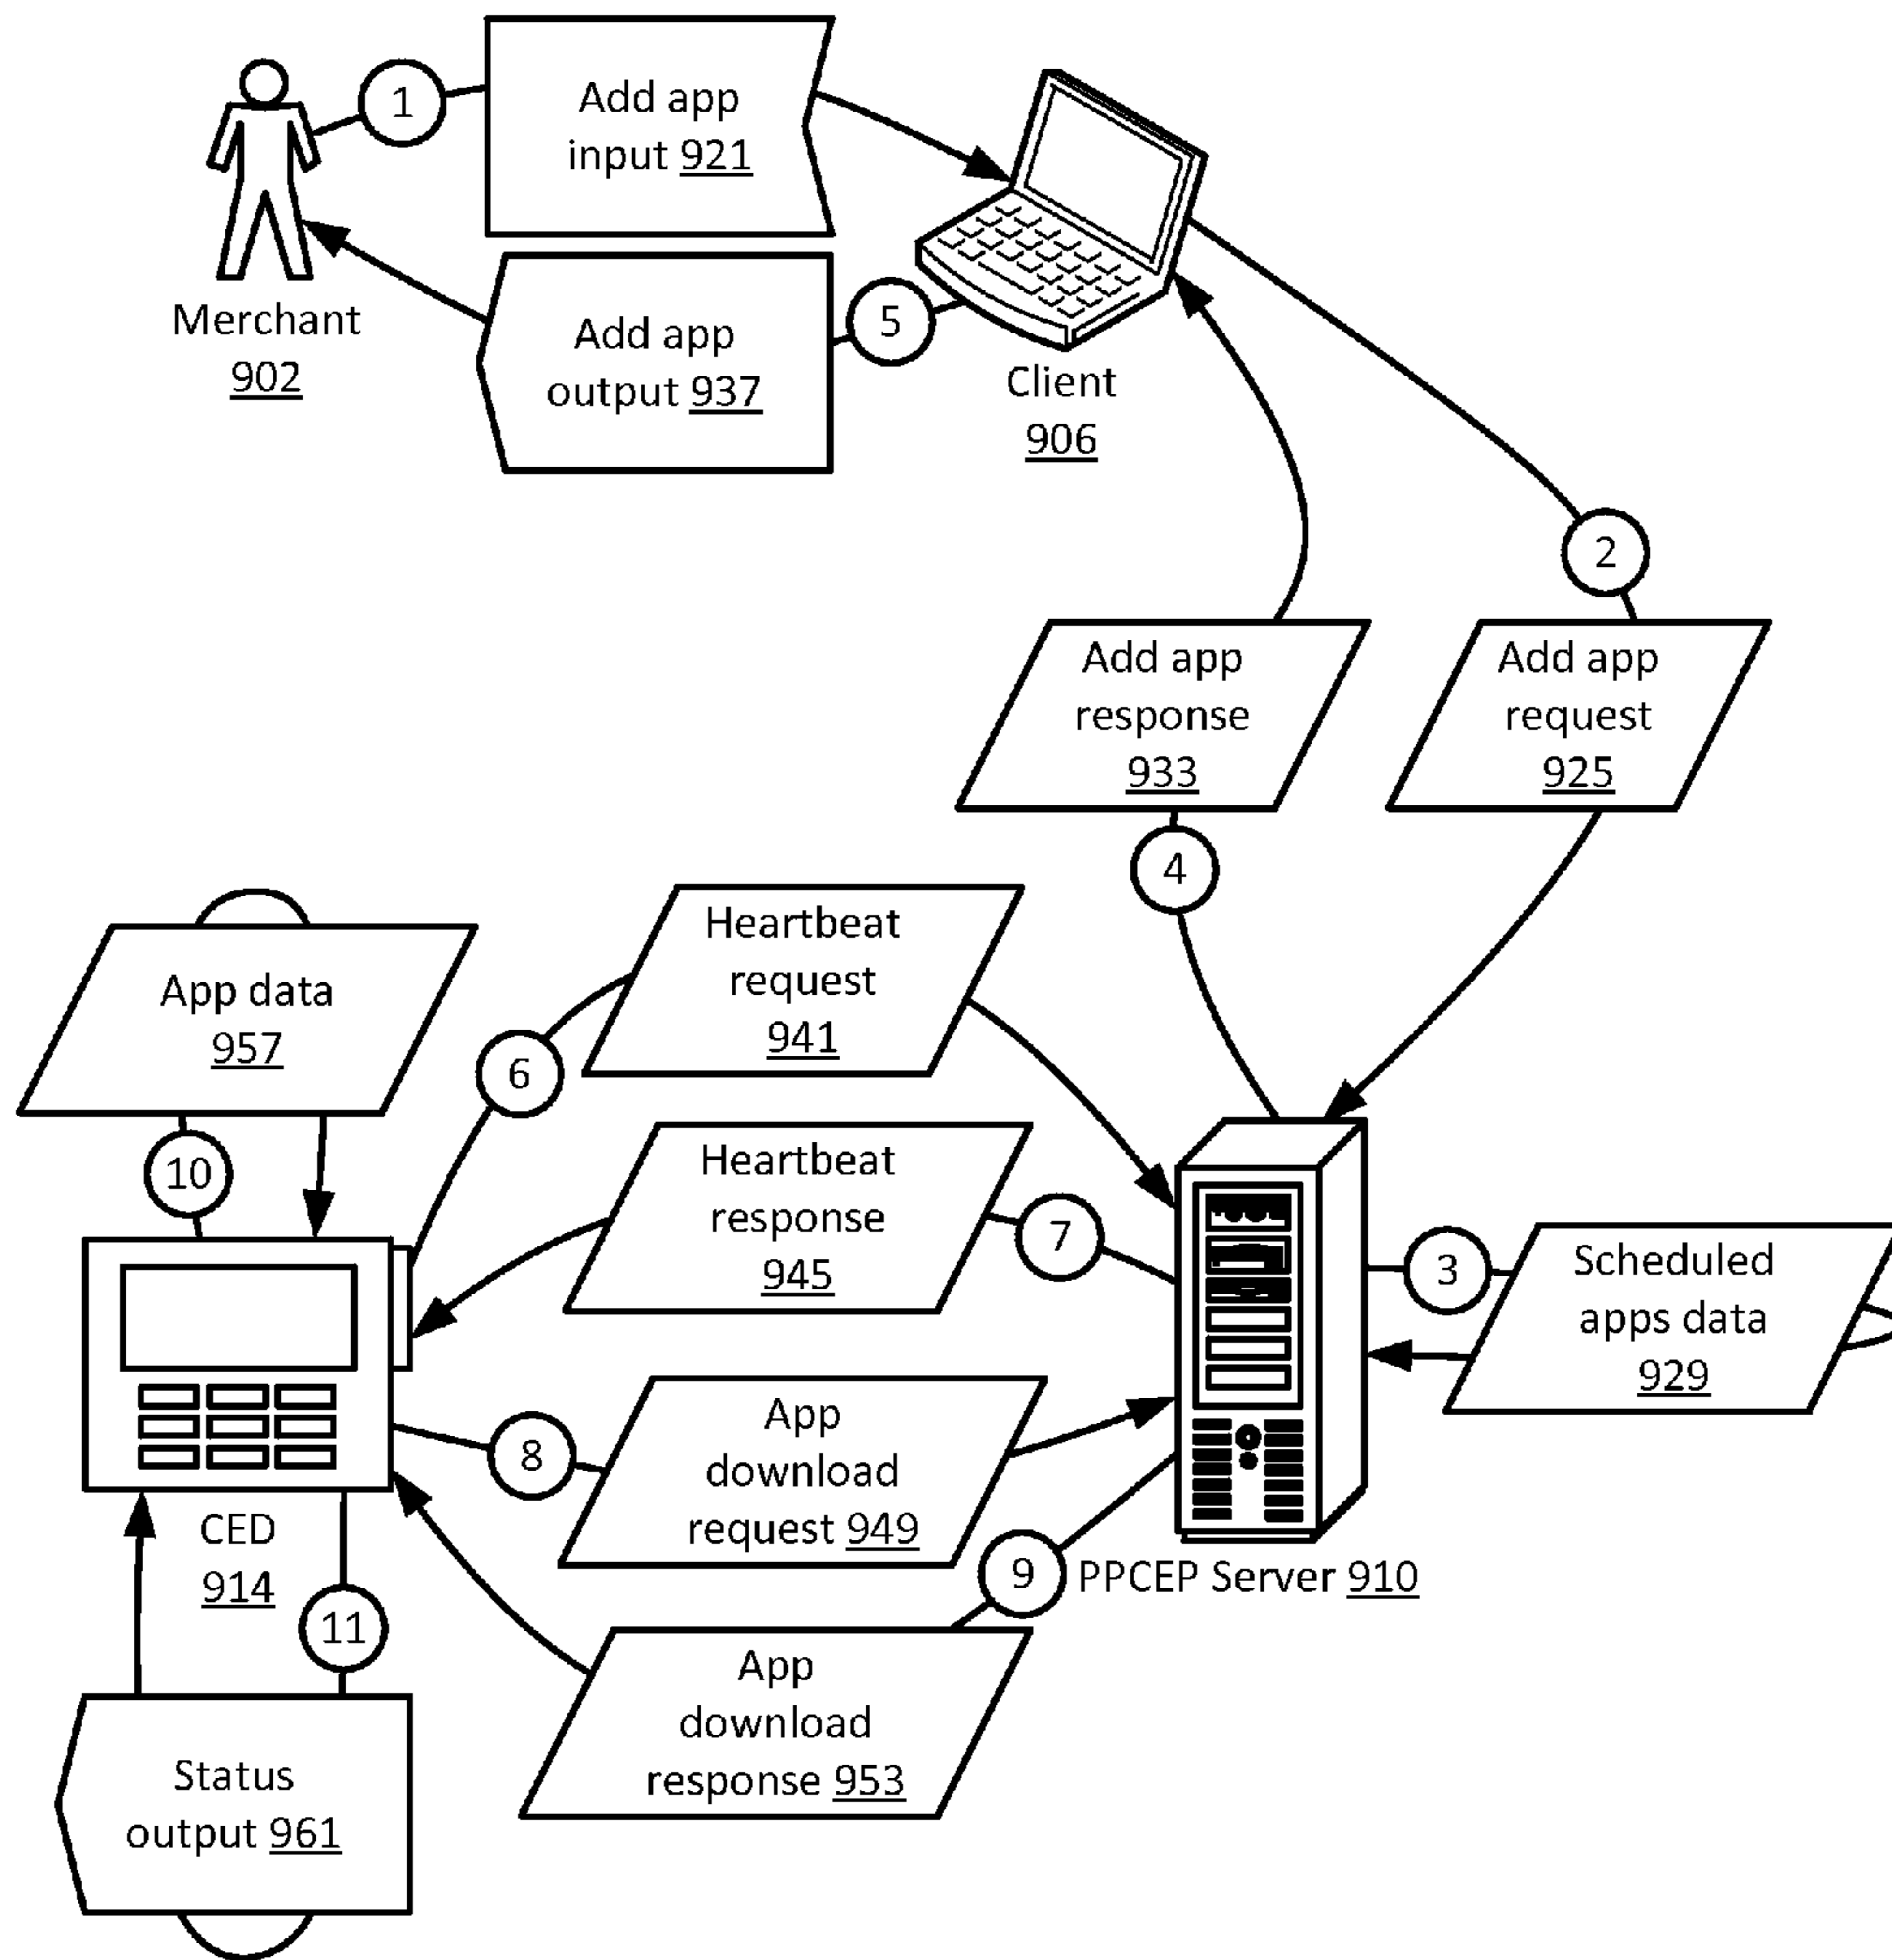 1
Add app
input 921
Merchant
902
Add app
output 937
5
Client
906
2
Add app
response
933
Add app
request
925
4
Heartbeat
request
941
App data
957
6
10
Heartbeat
response
945
7
3
Scheduled
apps data
929
8
App
download
request 949
CED
914
9
PPCEP Server 910
11
App
download
response 953
Status
output 961